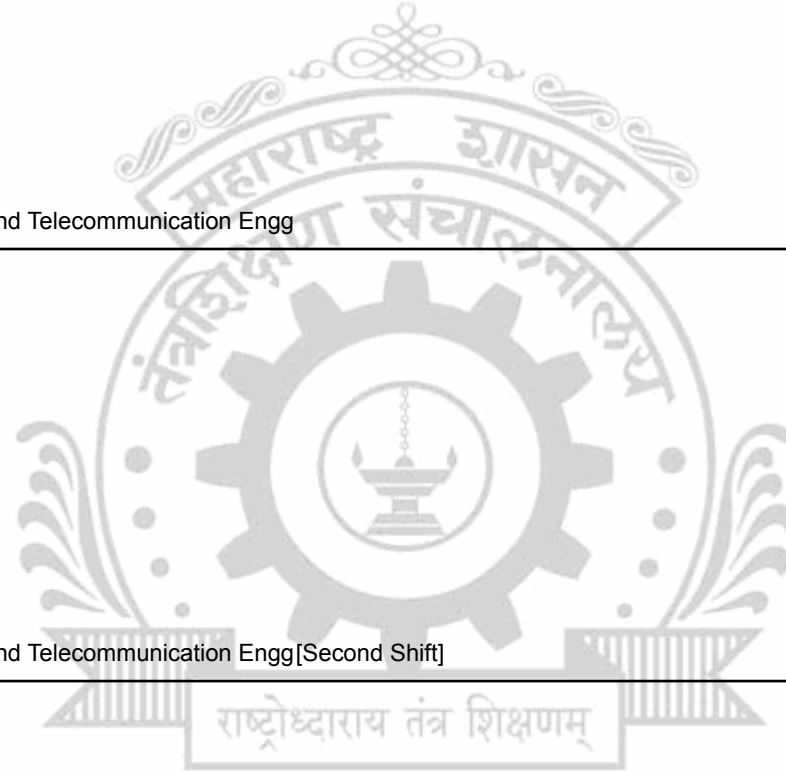 महाराष्ट्र शासन
nd Telecommunication Engg
तंत्रशिक्षण संचालनालय
nd Telecommunication Engg[Second Shift]
राष्ट्रोध्दाराय तंत्र शिक्षणम्